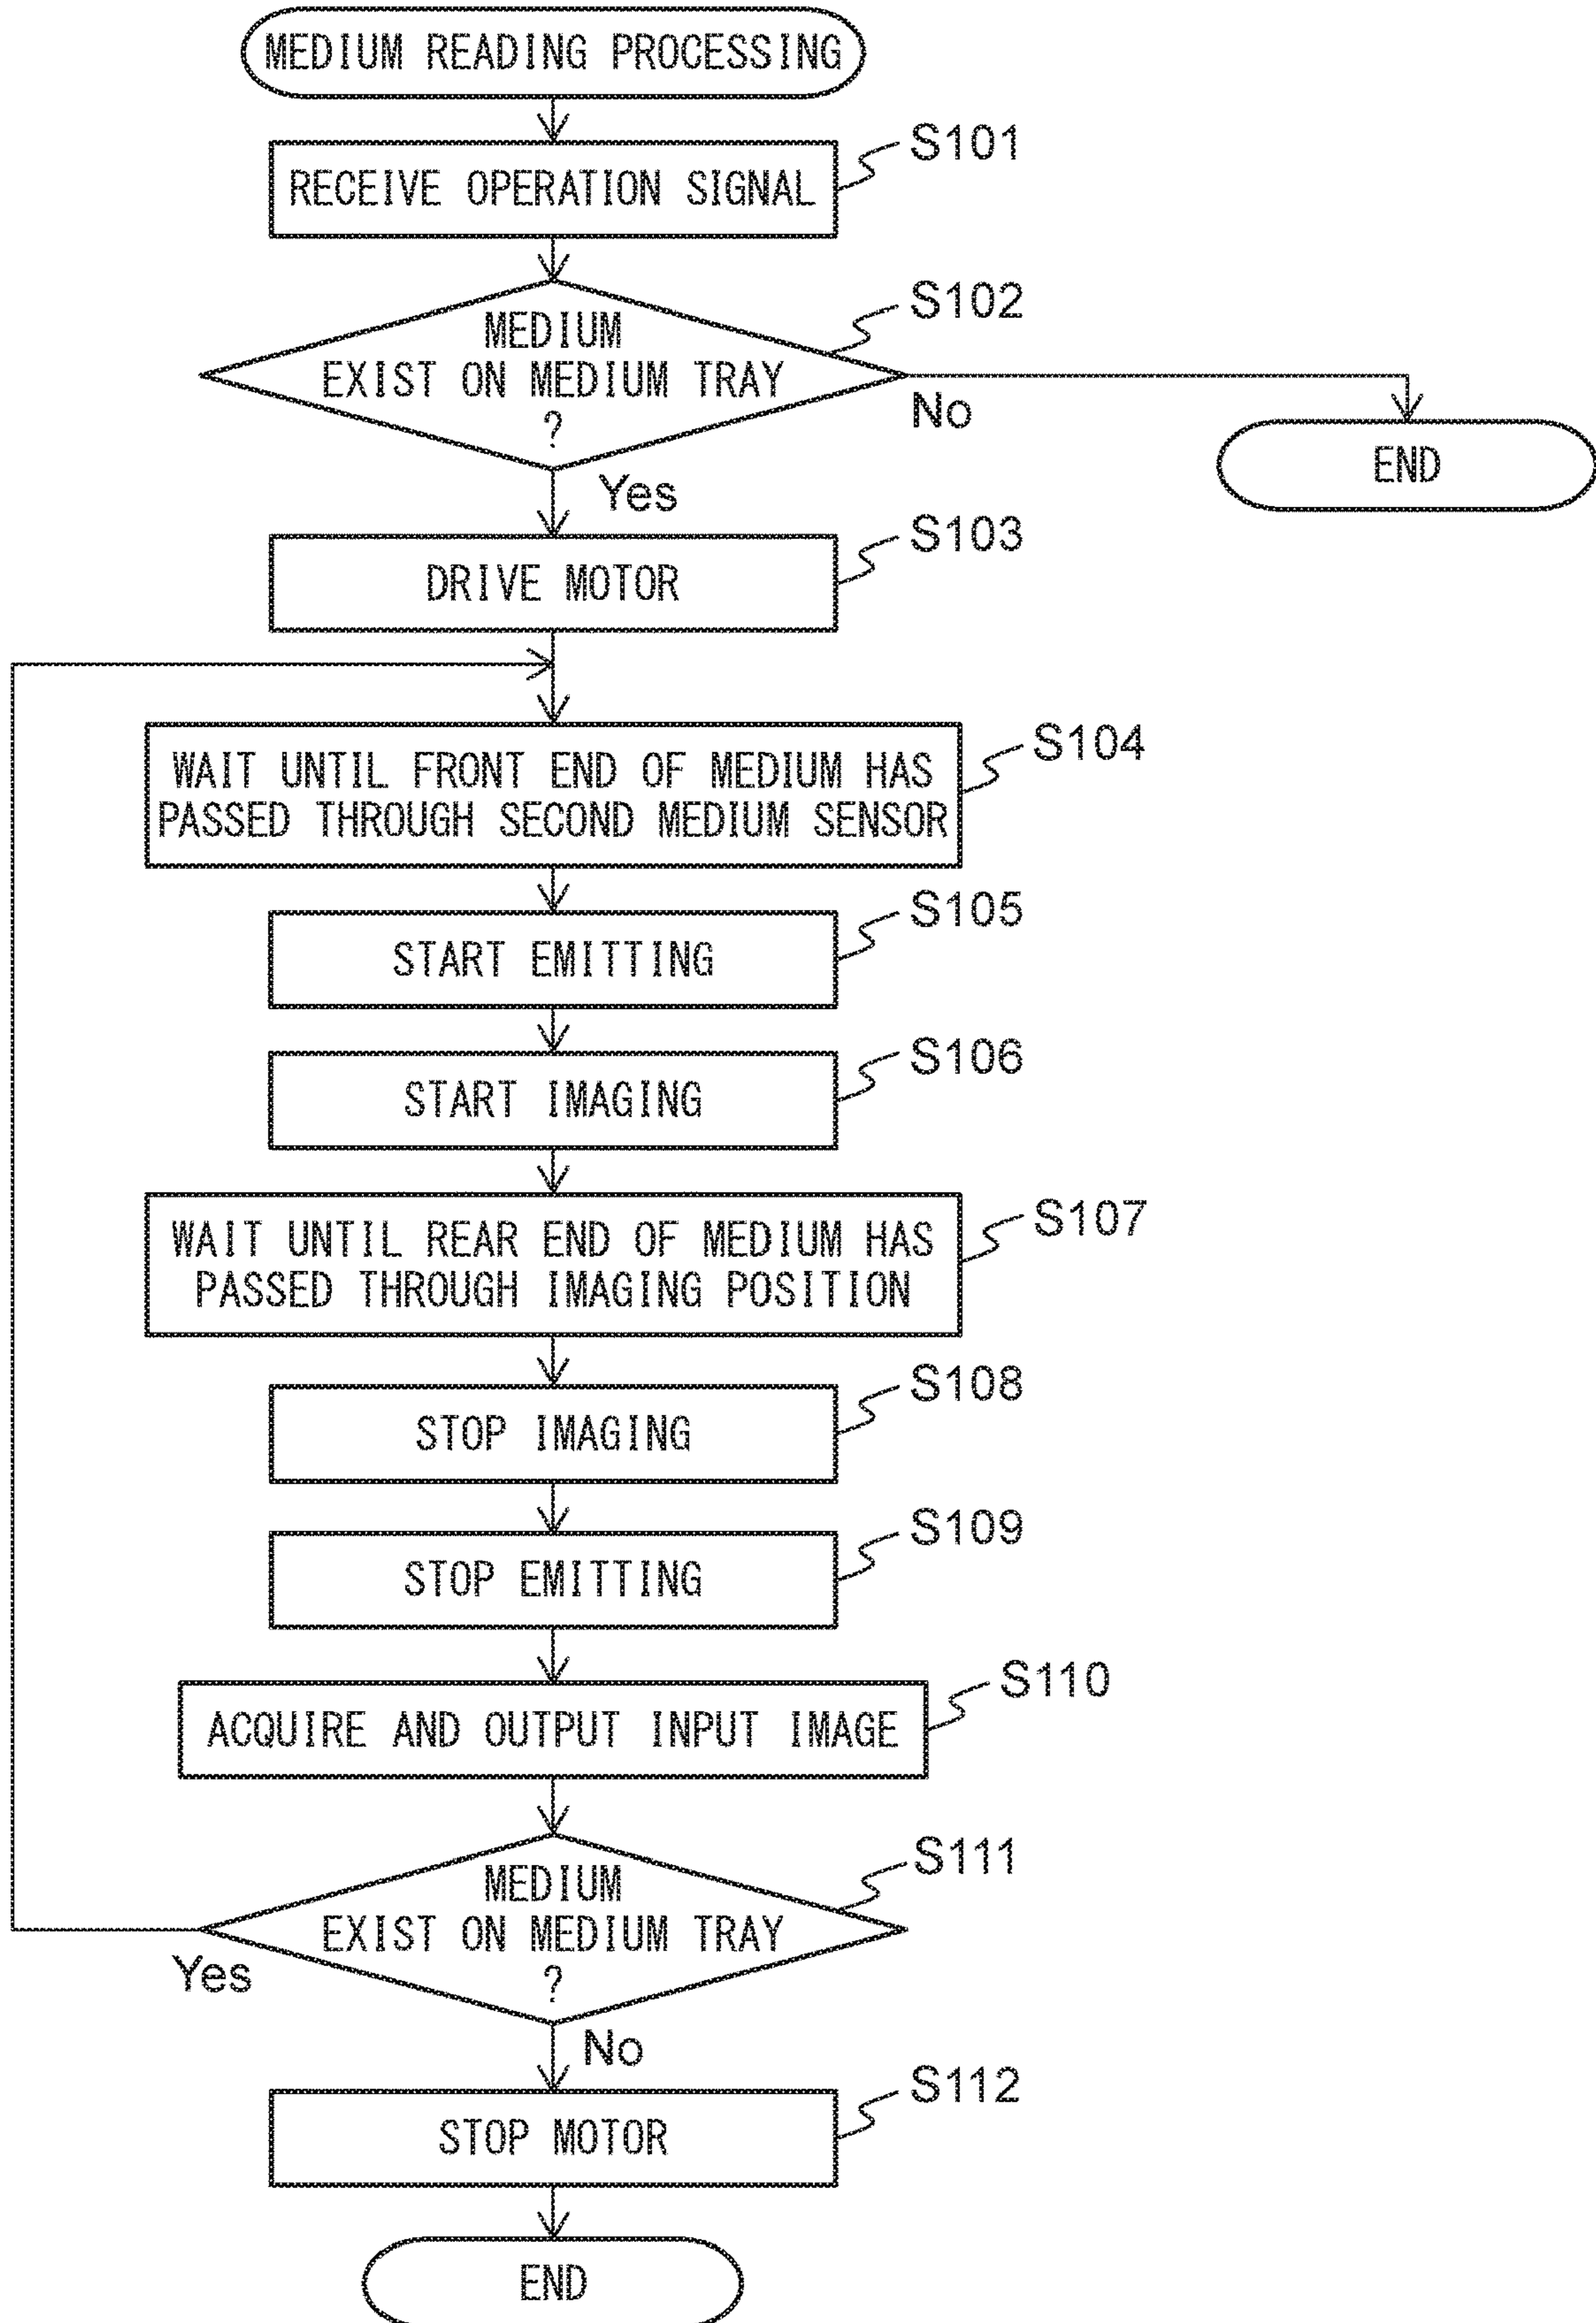 MEDIUM READING PROCESSING
S101
RECEIVE OPERATION SIGNAL
S102
MEDIUM
EXIST ON MEDIUM TRAY
?
No
END
Yes
S103
DRIVE MOTOR
S104
WAIT UNTIL FRONT END OF MEDIUM HAS
PASSED THROUGH SECOND MEDIUM SENSOR
S105
START EMITTING
S106
START IMAGING
S107
WAIT UNTIL REAR END OF MEDIUM HAS
PASSED THROUGH IMAGING POSITION
S108
STOP IMAGING
S109
STOP EMITTING
S110
ACQUIRE AND OUTPUT INPUT IMAGE
S111
MEDIUM
EXIST ON MEDIUM TRAY
?
Yes
No
S112
STOP MOTOR
END